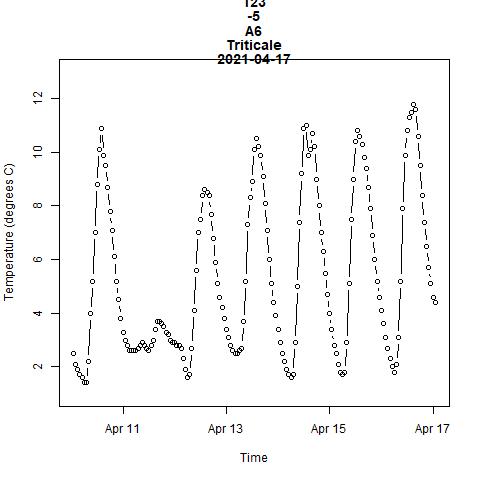 123
-5
A6
Triticale
2021-04-17
12
10
8
6
4
2
Temperature (degrees C)
Apr 11
Apr 13
Apr 15
Apr 17
Time